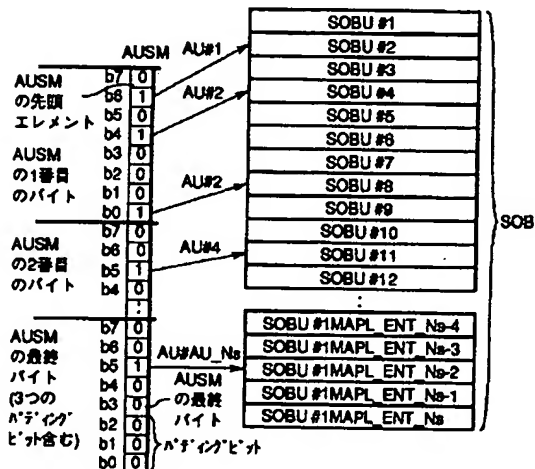 AUSM
AUSM
の先頭
エレメント
AUSM
の1番目
のバイト
b7 0
b6 1
b5 0
b4 1
b3 0
b2 0
b1 0
b0 1
AUSM
の2番目
のバイト
b7 0
b6 0
b5 1
b4 0
:
AUSM
の最終
バイト
(3つの
パディング
ビット含む)
b7 0
b6 0
b5 1
b4 0
b3 0
b2 0
b1 0
b0 0
AUSM
の最終
バイト
パディングビット
AU#1
AU#2
AU#2
AU#4
AU#AU_Ns
SOBU #1
SOBU #2
SOBU #3
SOBU #4
SOBU #5
SOBU #6
SOBU #7
SOBU #8
SOBU #9
SOBU #10
SOBU #11
SOBU #12
:
SOBU #1MAPL_ENT_Ns-4
SOBU #1MAPL_ENT_Ns-3
SOBU #1MAPL_ENT_Ns-2
SOBU #1MAPL_ENT_Ns-1
SOBU #1MAPL_ENT_Ns
SOB